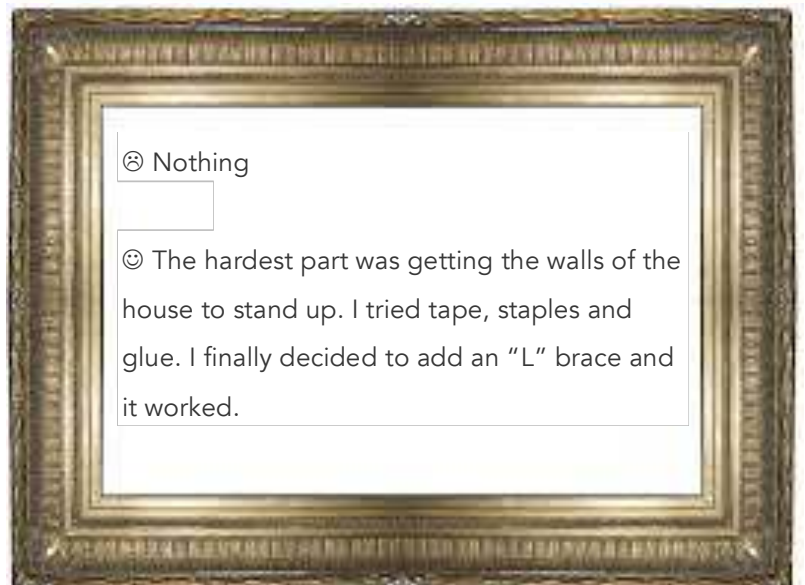 ☹ Nothing
☺ The hardest part was getting the walls of the
house to stand up. I tried tape, staples and
glue. I finally decided to add an “L” brace and
it worked.